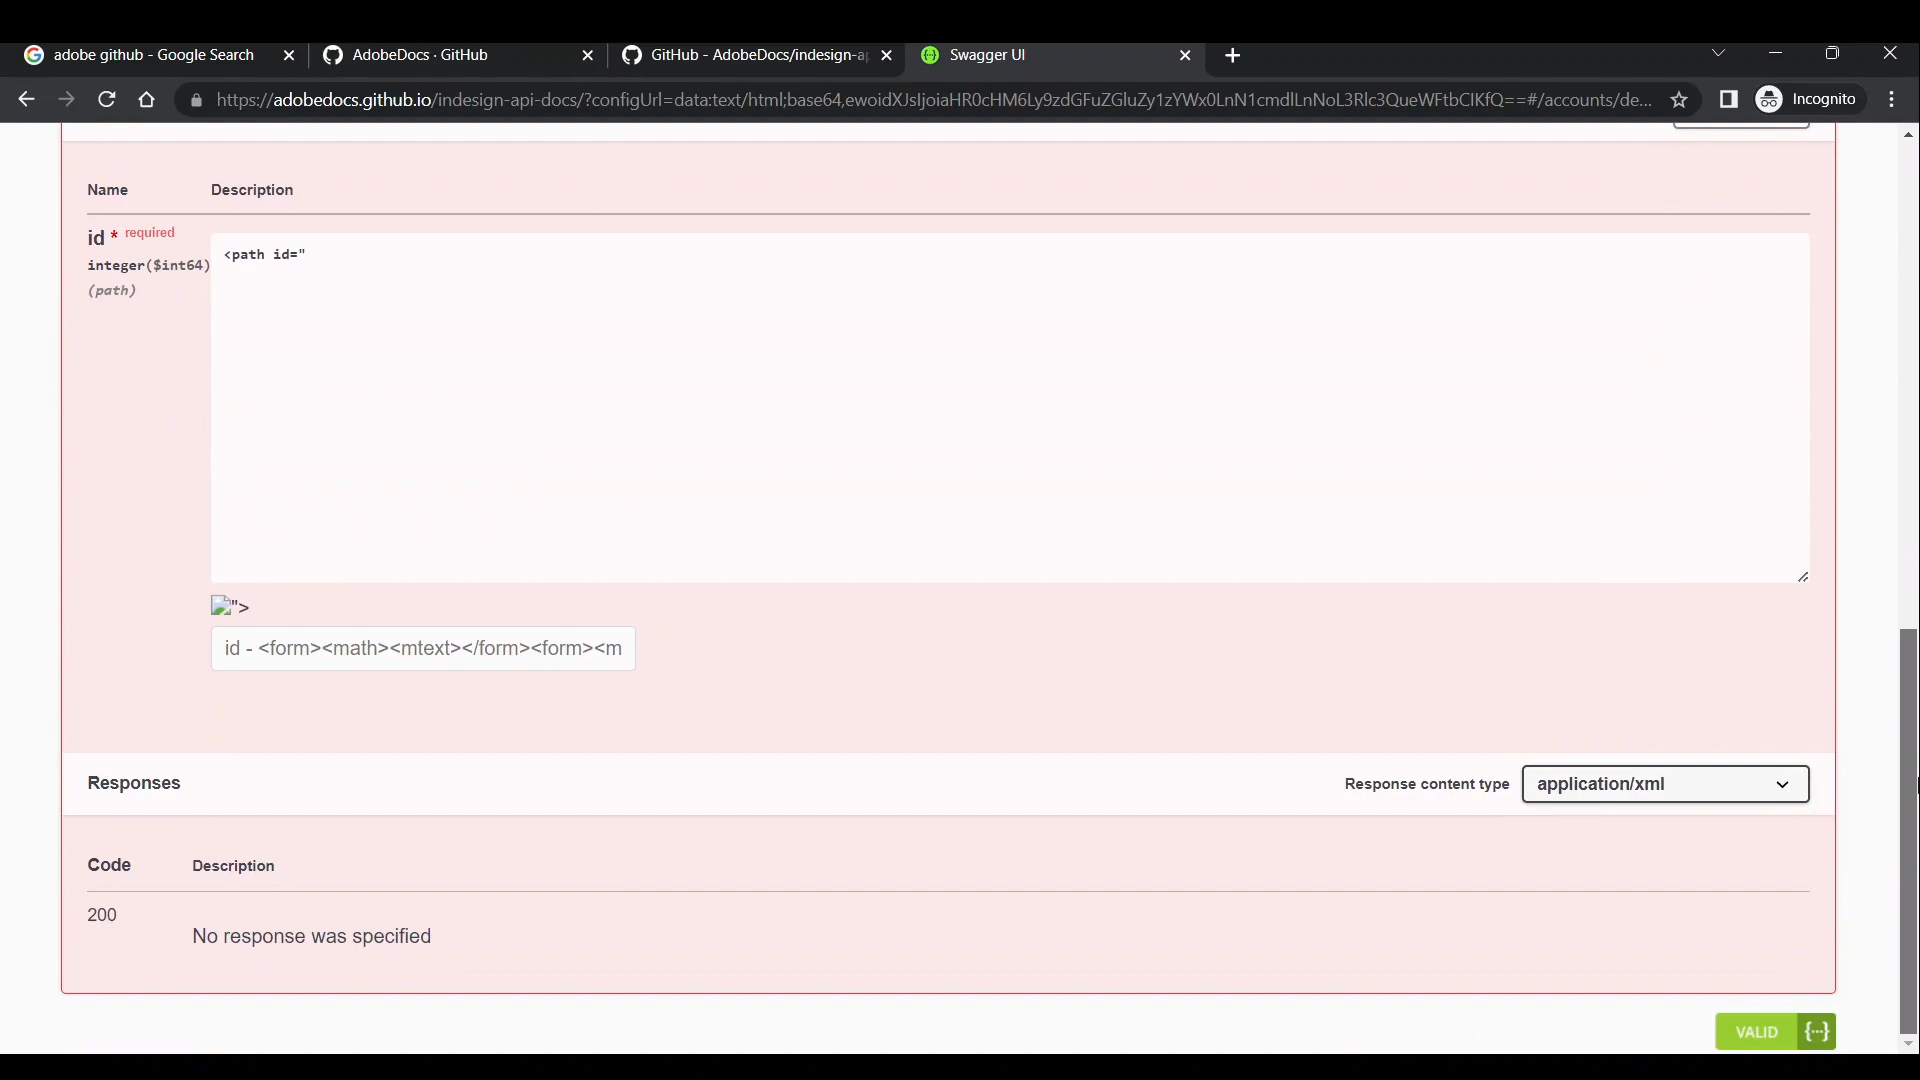 adobe github - Google Search
AdobeDocs · GitHub
GitHub - AdobeDocs/indesign-a
Swagger UI
https://adobedocs.github.io/indesign-api-docs/?configUrl=data:text/html;base64,ewoidXJsIjoiaHR0cHM6Ly9zdGFuZGluZy1zYWx0LnN1cmdlLnNoL3Rlc3QueWFtbCIKfQ==#/accounts/de...
Incognito
Name Description
id * required
integer($int64)
(path)
<path id="
">
id - <form><math><mtext></form><form><m
Responses
Response content type application/xml
Code Description
200
No response was specified
VALID {···}